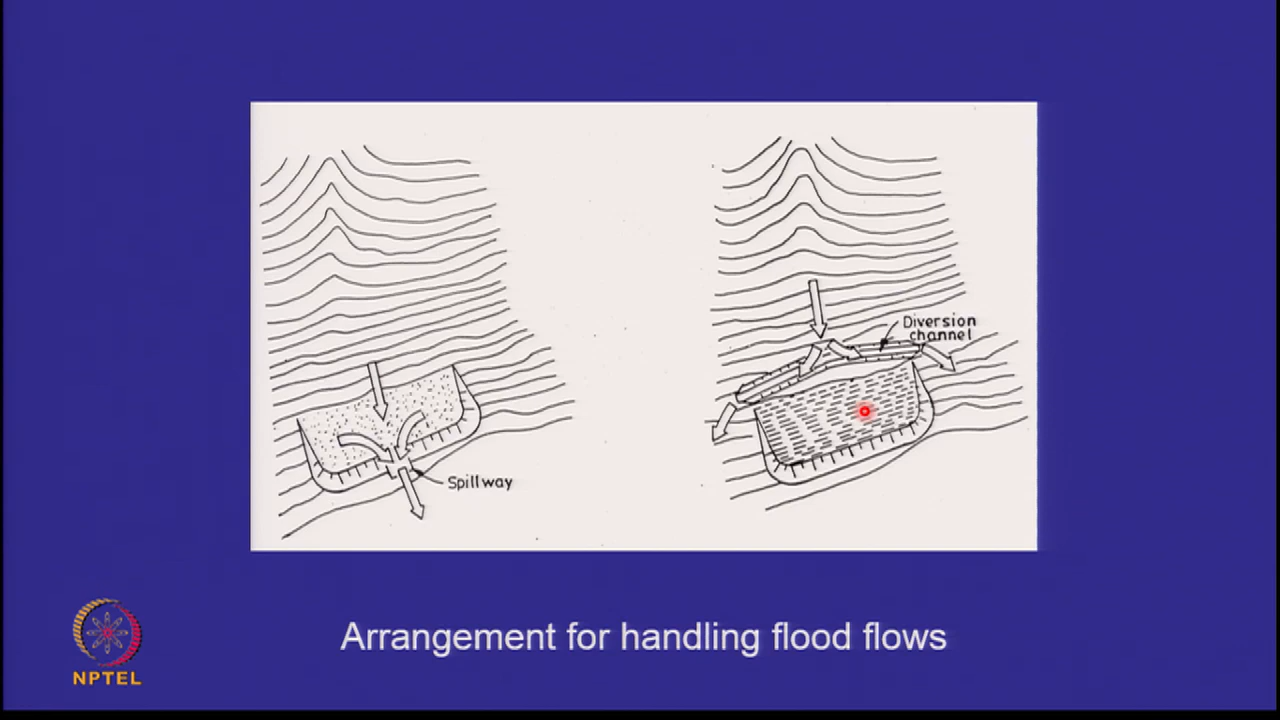 Diversion
channel
Spillway
Arrangement for handling flood flows
NPTEL